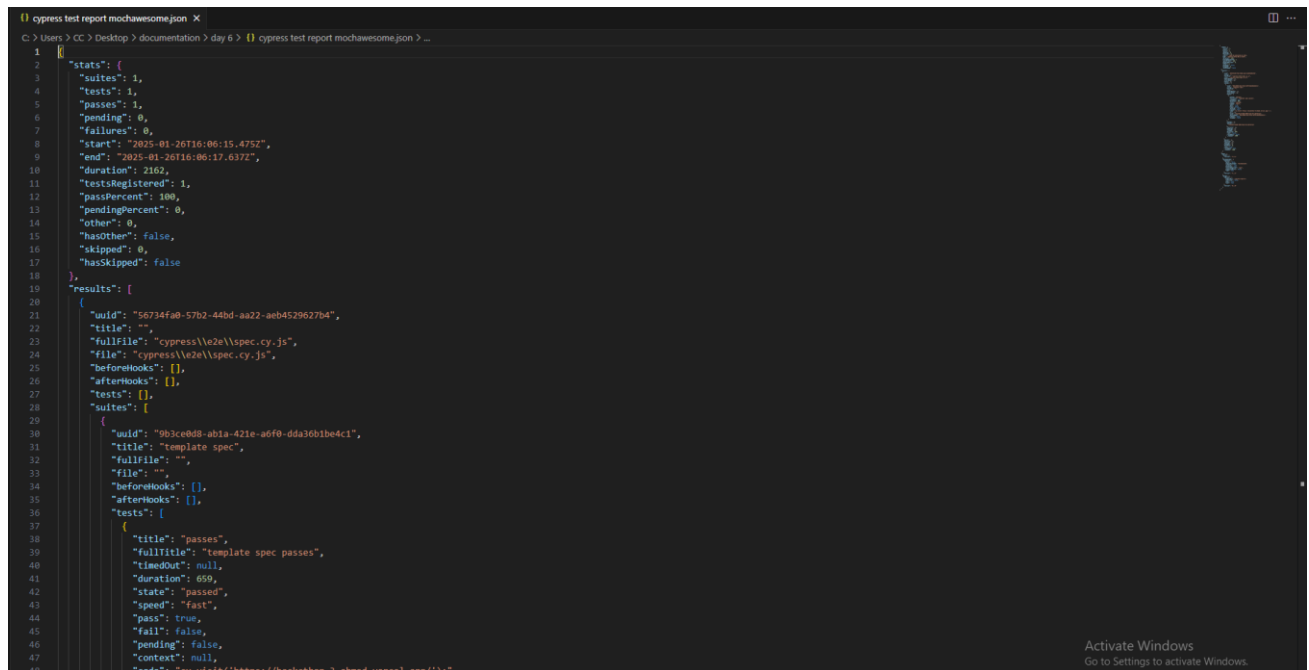 {} cypress test report mochawesome.json ×
C: > Users > CC > Desktop > documentation > day 6 > {} cypress test report mochawesome.json > ...
1 {
2 "stats": {
3 "suites": 1,
4 "tests": 1,
5 "passes": 1,
6 "pending": 0,
7 "failures": 0,
8 "start": "2025-01-26T16:06:15.475Z",
9 "end": "2025-01-26T16:06:17.637Z",
10 "duration": 2162,
11 "testsRegistered": 1,
12 "passPercent": 100,
13 "pendingPercent": 0,
14 "other": 0,
15 "hasOther": false,
16 "skipped": 0,
17 "hasSkipped": false
18 },
19 "results": [
20 {
21 "uuid": "56734fa0-57b2-44bd-aa22-aeb4529627b4",
22 "title": "",
23 "fullFile": "cypress\\e2e\\spec.cy.js",
24 "file": "cypress\\e2e\\spec.cy.js",
25 "beforeHooks": [],
26 "afterHooks": [],
27 "tests": [],
28 "suites": [
29 {
30 "uuid": "9b3ce0d8-ab1a-421e-a6f0-dda36b1be4c1",
31 "title": "template spec",
32 "fullFile": "",
33 "file": "",
34 "beforeHooks": [],
35 "afterHooks": [],
36 "tests": [
37 {
38 "title": "passes",
39 "fullTitle": "template spec passes",
40 "timedOut": null,
41 "duration": 659,
42 "state": "passed",
43 "speed": "fast",
44 "pass": true,
45 "fail": false,
46 "pending": false,
47 "context": null,
Activate Windows
Go to Settings to activate Windows.